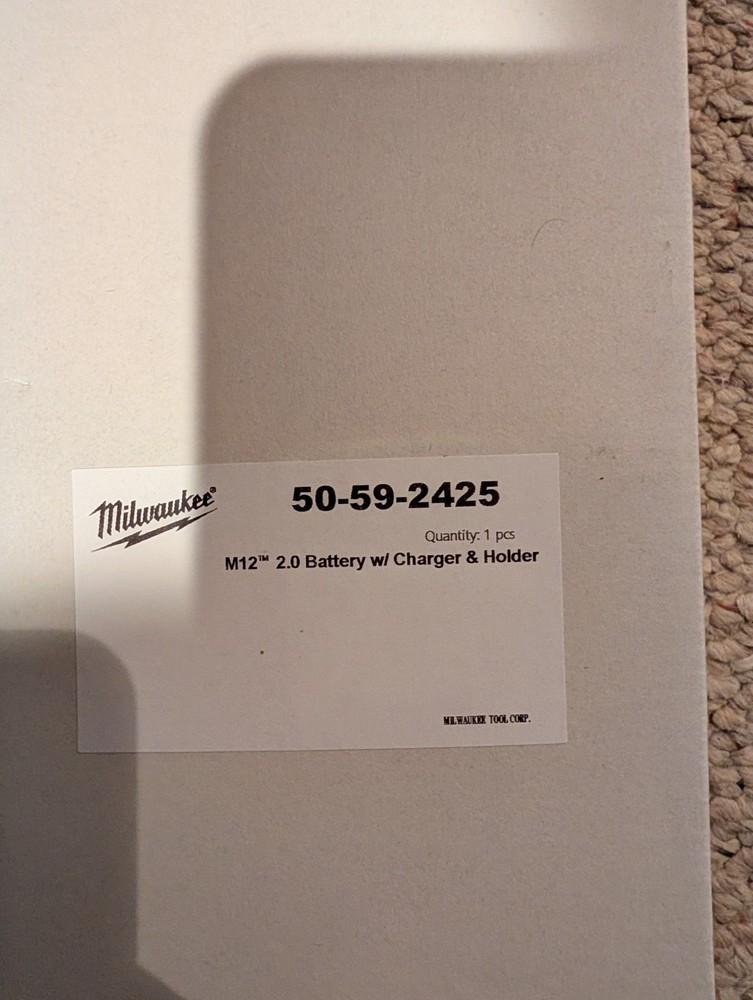 Milwaukee®
50-59-2425
Quantity: 1 pcs
M12™ 2.0 Battery w/ Charger & Holder
MILWAUKEE TOOL CORP.